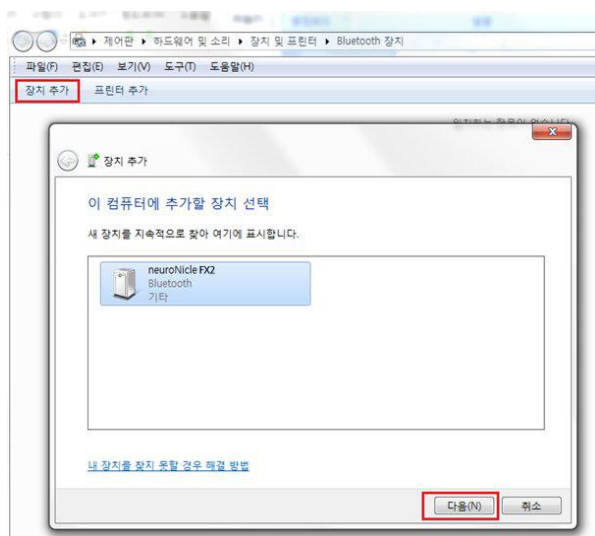 제어판 ▸ 하드웨어 및 소리 ▸ 장치 및 프린터 ▸ Bluetooth 장치
파일(F) 편집(E) 보기(V) 도구(T) 도움말(H)
장치 추가 프린터 추가
장치 추가
이 컴퓨터에 추가할 장치 선택
새 장치를 지속적으로 찾아 여기에 표시합니다.
neuroNicle FX2
Bluetooth
기타
내 장치를 찾지 못할 경우 해결 방법
다음(N) 취소